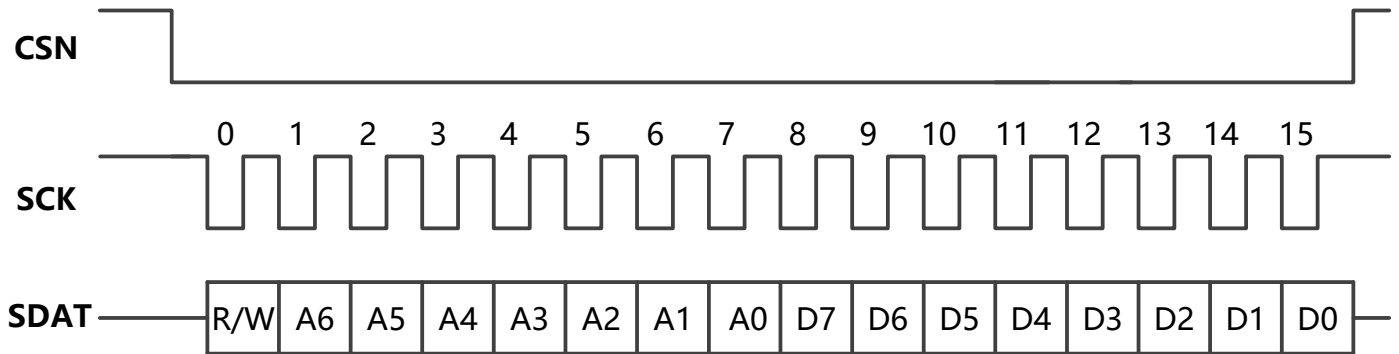 CSN
0 1 2 3 4 5 6 7 8 9 10 11 12 13 14 15
SCK
SDAT R/W A6 A5 A4 A3 A2 A1 A0 D7 D6 D5 D4 D3 D2 D1 D0